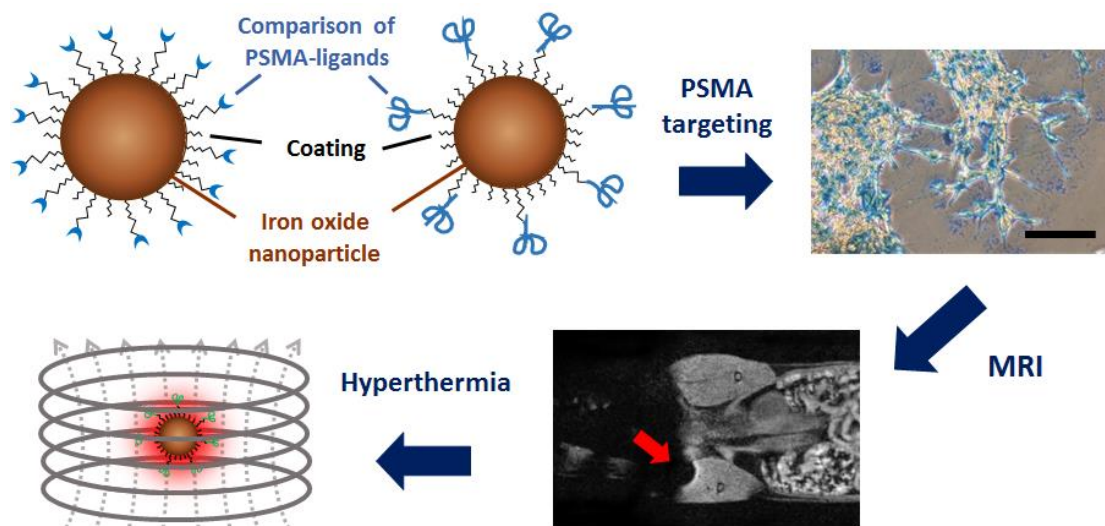 Comparison of
PSMA-ligands
Coating
Iron oxide
nanoparticle
PSMA
targeting
MRI
Hyperthermia